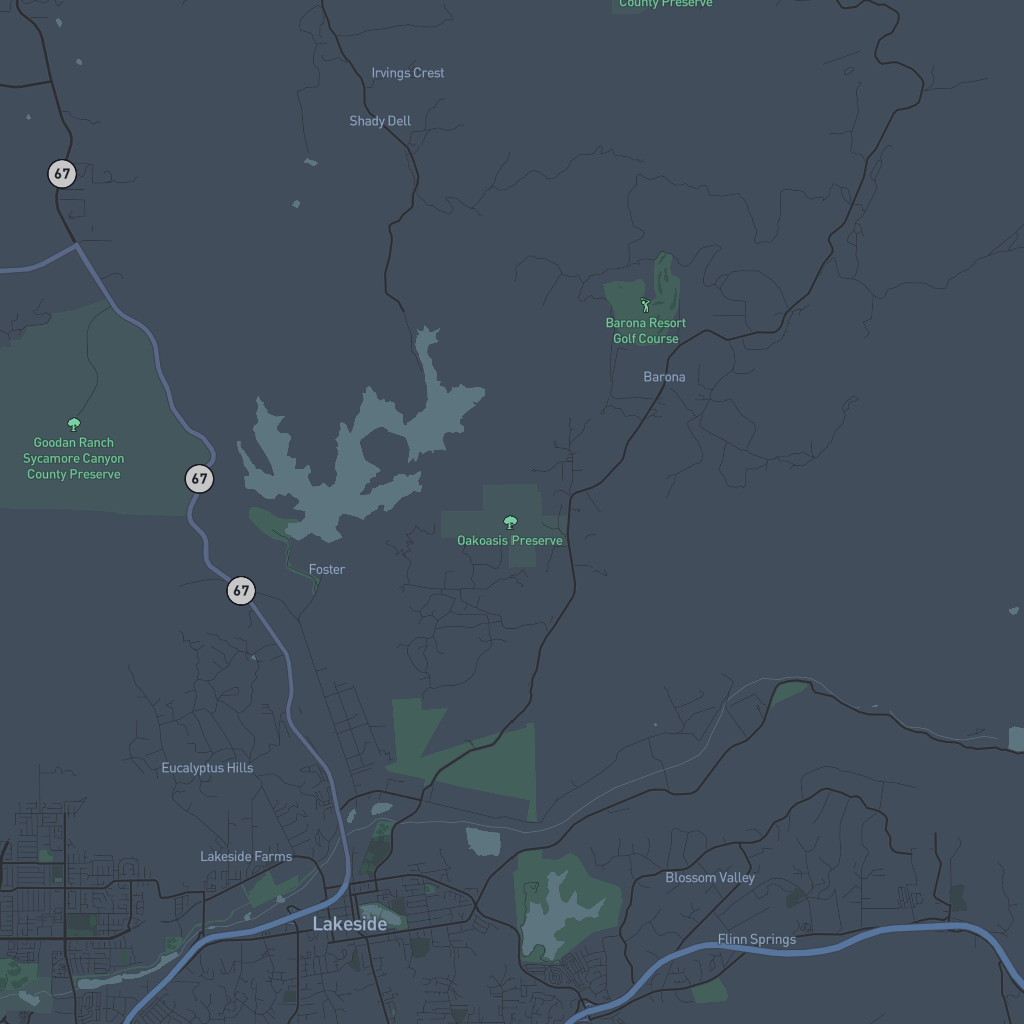 County Preserve
Irvings Crest
Shady Dell
67
Barona Resort
Golf Course
Barona
Goodan Ranch
Sycamore Canyon
County Preserve
67
Oakoasis Preserve
Foster
67
Eucalyptus Hills
Lakeside Farms
Blossom Valley
Lakeside
Flinn Springs